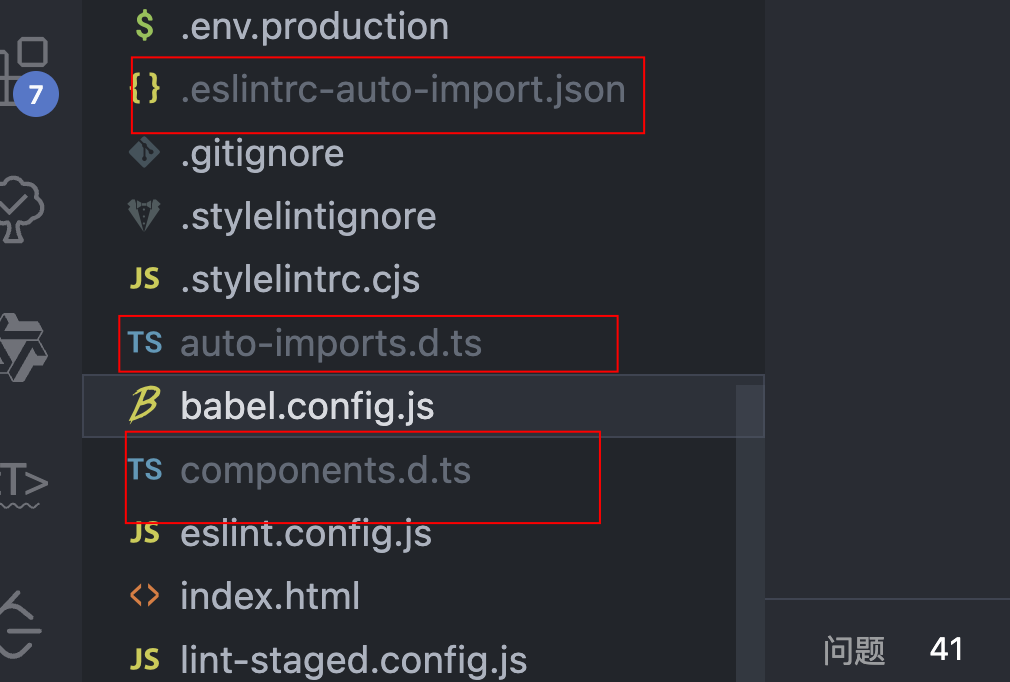 $ .env.production
7
{} .eslintrc-auto-import.json
.gitignore
.stylelintignore
JS .stylelintrc.cjs
TS auto-imports.d.ts
B babel.config.js
TS components.d.ts
T>
JS eslint.config.js
<> index.html
问题 41
JS lint-staged.config.js